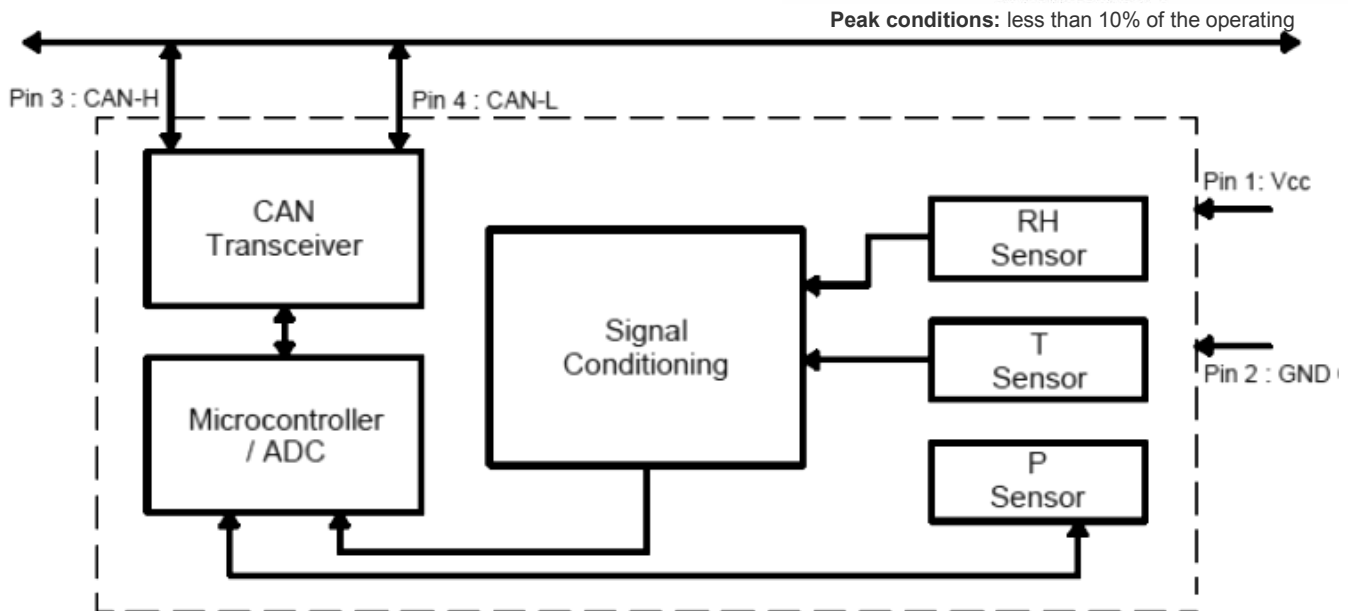 Peak conditions: less than 10% of the operating
Pin 3 : CAN-H
Pin 4 : CAN-L
CAN
Transceiver
Pin 1: Vcc
RH
Sensor
Signal
Conditioning
T
Sensor
Pin 2 : GND
Microcontroller
/ ADC
P
Sensor